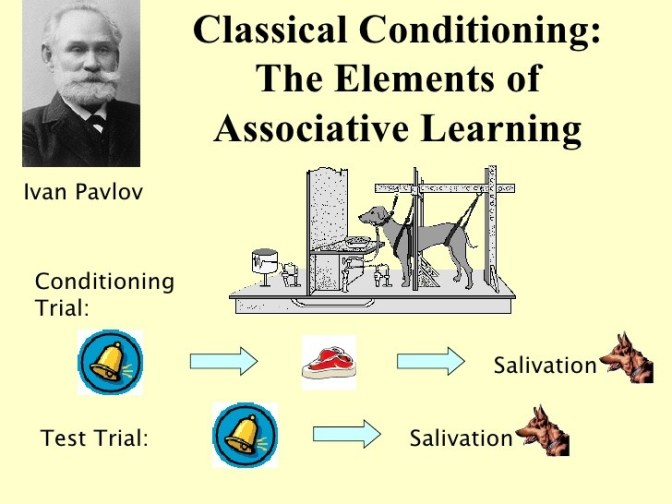 Classical Conditioning:
The Elements of
Associative Learning
Ivan Pavlov
Conditioning
Trial:
Salivation
Test Trial:
Salivation